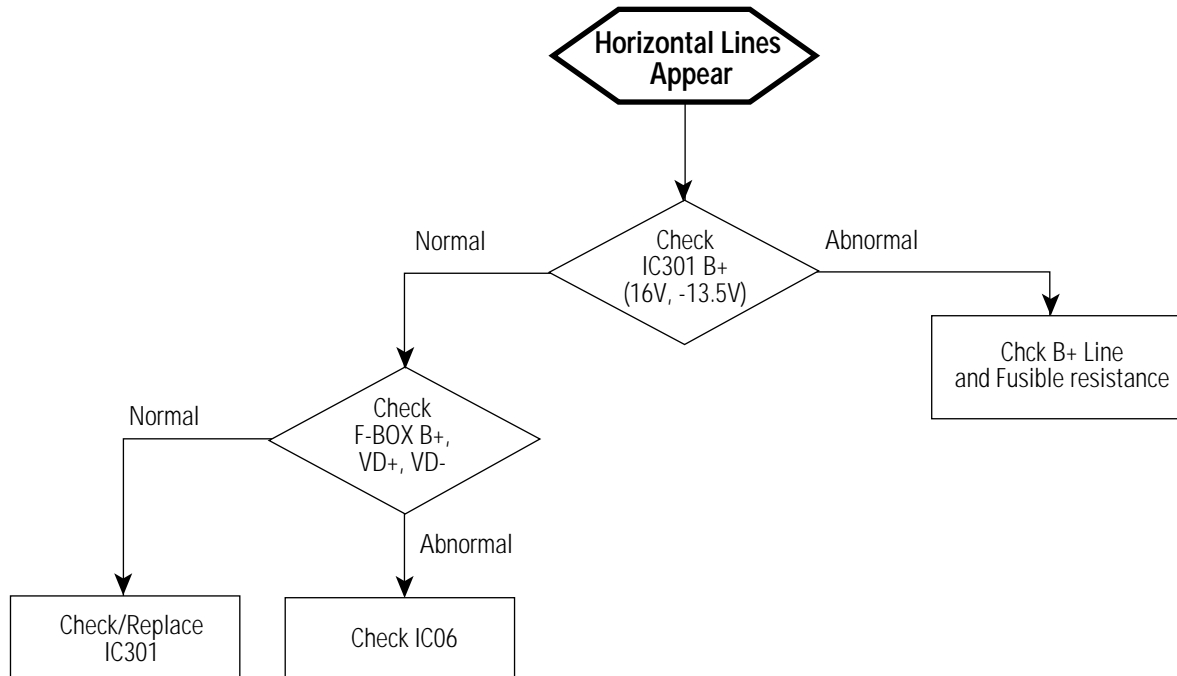 Horizontal Lines
Appear
Normal
Check
IC301 B+
(16V, -13.5V)
Abnormal
Chck B+ Line
and Fusible resistance
Normal
Check
F-BOX B+,
VD+, VD-
Abnormal
Check/Replace
IC301
Check IC06